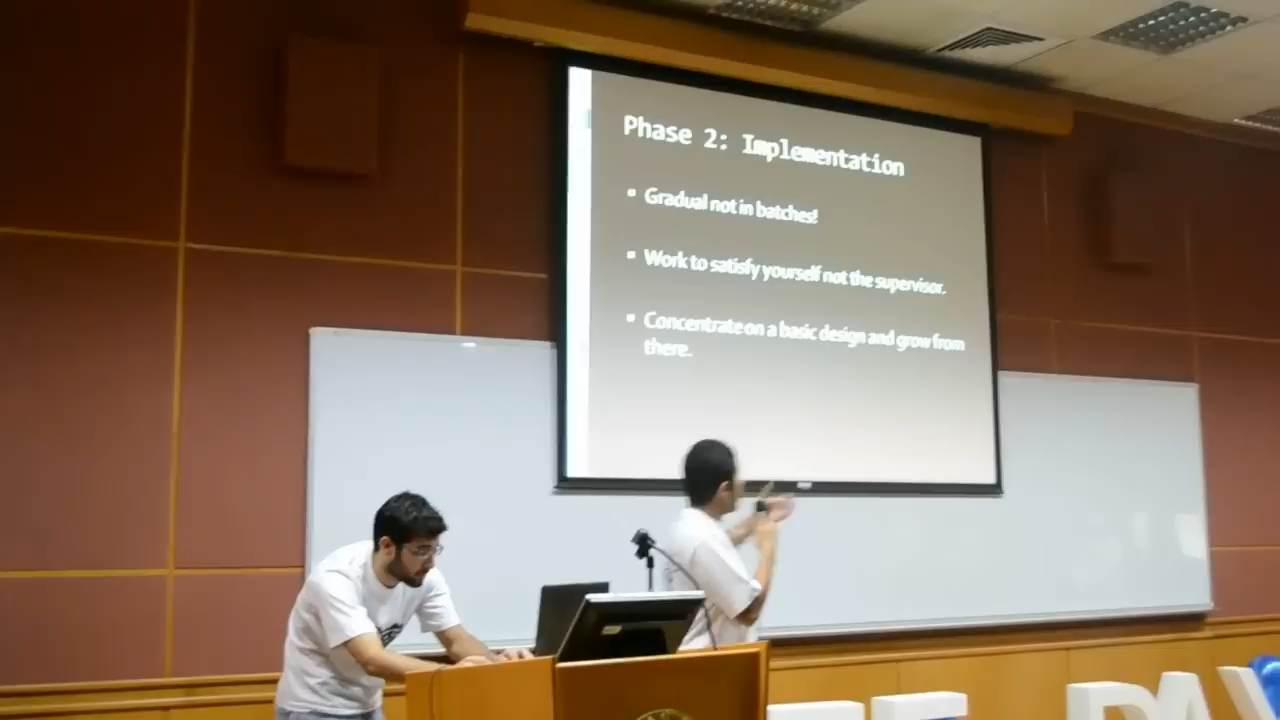 Phase 2: Implementation
Gradual not in batches!
Work to satisfy yourself not the supervisor.
Concentrate on a basic design and grow from
there.
DAY